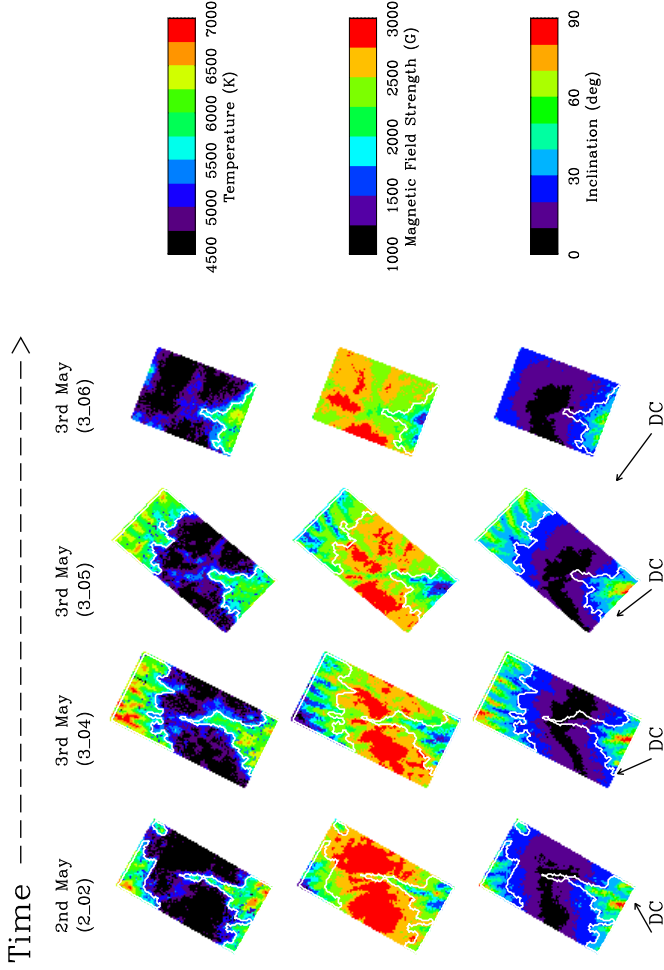 Time
2nd May
(2_02)
3rd May
(3_04)
3rd May
(3_05)
3rd May
(3_06)
4500 5000 5500 6000 6500 7000
Temperature (K)
1000 1500 2000 2500 3000
Magnetic Field Strength (G)
0 30 60 90
Inclination (deg)
DC
DC
DC
DC